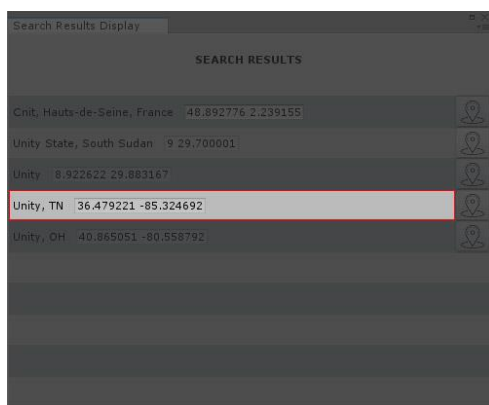 Search Results Display
SEARCH RESULTS
Cnit, Hauts-de-Seine, France 48.892776 2.239155
Unity State, South Sudan 9 29.700001
Unity 8.922622 29.883167
Unity, TN 36.479221 -85.324692
Unity, OH 40.865051 -80.558792